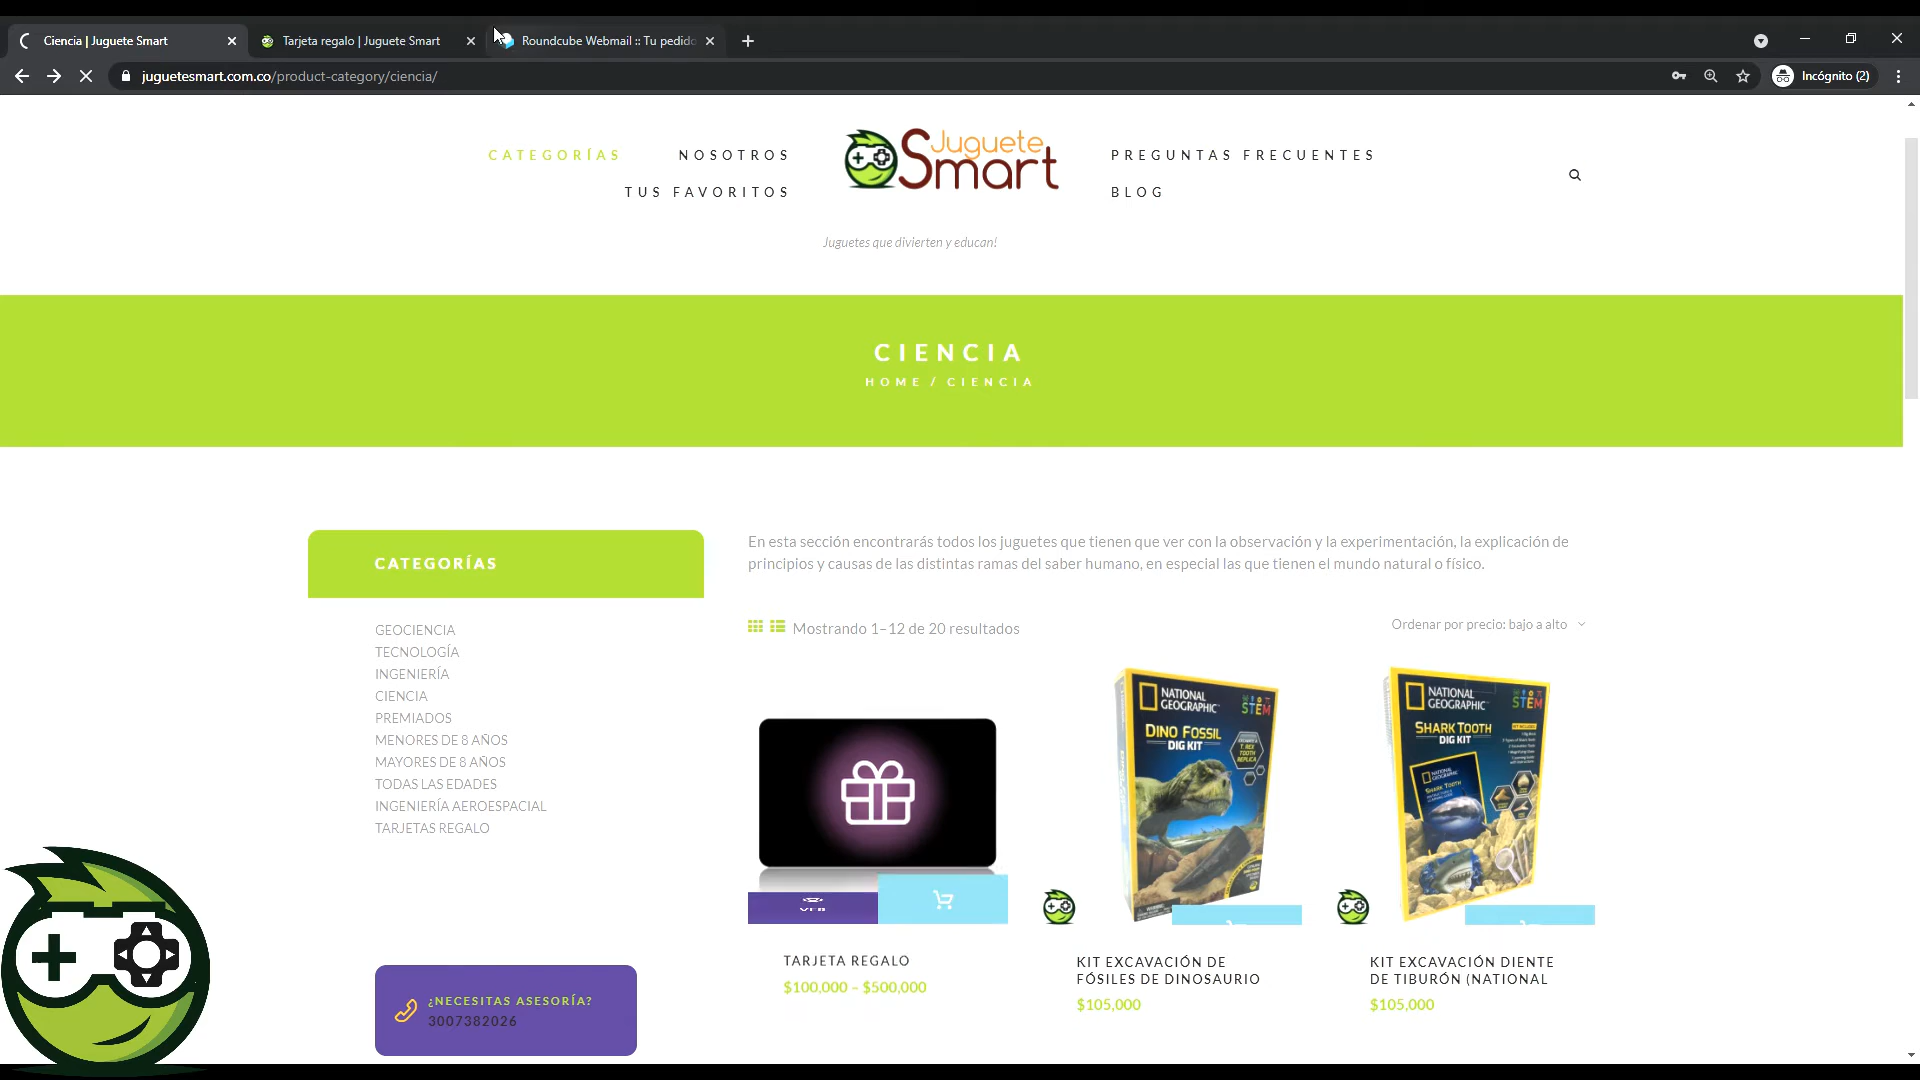 Ciencia | Juguete Smart
Tarjeta regalo | Juguete Smart
Roundcube Webmail :: Tu pedido
juguetesmart.com.co/product-category/ciencia/
Incógnito (2)
CATEGORÍAS
NOSOTROS
Juguete
Smart
PREGUNTAS FRECUENTES
TUS FAVORITOS
BLOG
Juguetes que divierten y educan!
CIENCIA
HOME / CIENCIA
CATEGORÍAS
GEOCIENCIA
TECNOLOGÍA
INGENIERÍA
CIENCIA
PREMIADOS
MENORES DE 8 AÑOS
MAYORES DE 8 AÑOS
TODAS LAS EDADES
INGENIERÍA AEROESPACIAL
TARJETAS REGALO
¿NECESITAS ASESORÍA?
3007382026
En esta sección encontrarás todos los juguetes que tienen que ver con la observación y la experimentación, la explicación de
principios y causas de las distintas ramas del saber humano, en especial las que tienen el mundo natural o físico.
Mostrando 1–12 de 20 resultados
Ordenar por precio: bajo a alto
NATIONAL
GEOGRAPHIC
STEM
DINO FOSSIL
DIG KIT
NATIONAL
GEOGRAPHIC
STEM
SHARK TOOTH
DIG KIT
TARJETA REGALO
$100,000 – $500,000
KIT EXCAVACIÓN DE
FÓSILES DE DINOSAURIO
$105,000
KIT EXCAVACIÓN DIENTE
DE TIBURÓN (NATIONAL
$105,000